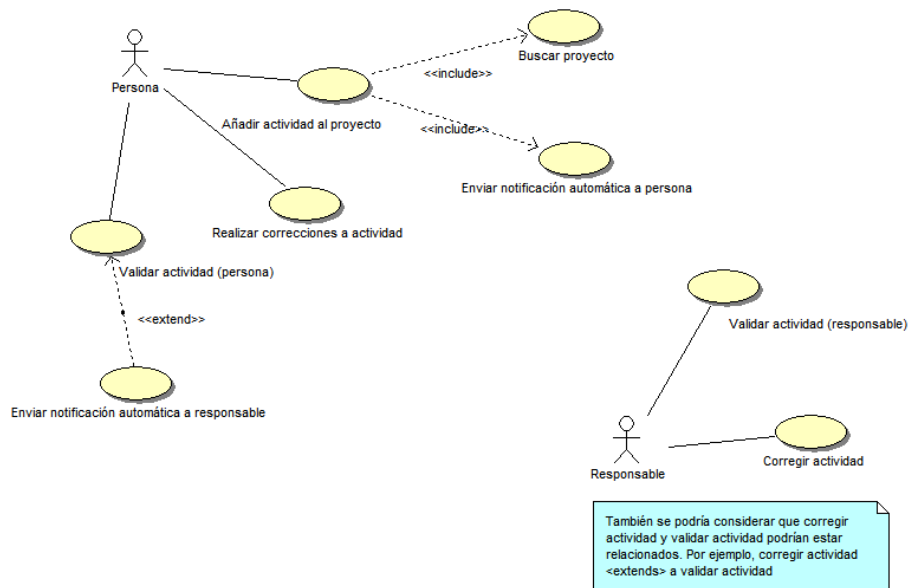 Buscar proyecto
<<include>>
Persona
Añadir actividad al proyecto
<<include>>
Enviar notificación automática a persona
Realizar correcciones a actividad
Validar actividad (persona)
<<extend>>
Validar actividad (responsable)
Enviar notificación automática a responsable
Corregir actividad
Responsable
También se podría considerar que corregir
actividad y validar actividad podrían estar
relacionados. Por ejemplo, corregir actividad
<extends> a validar actividad